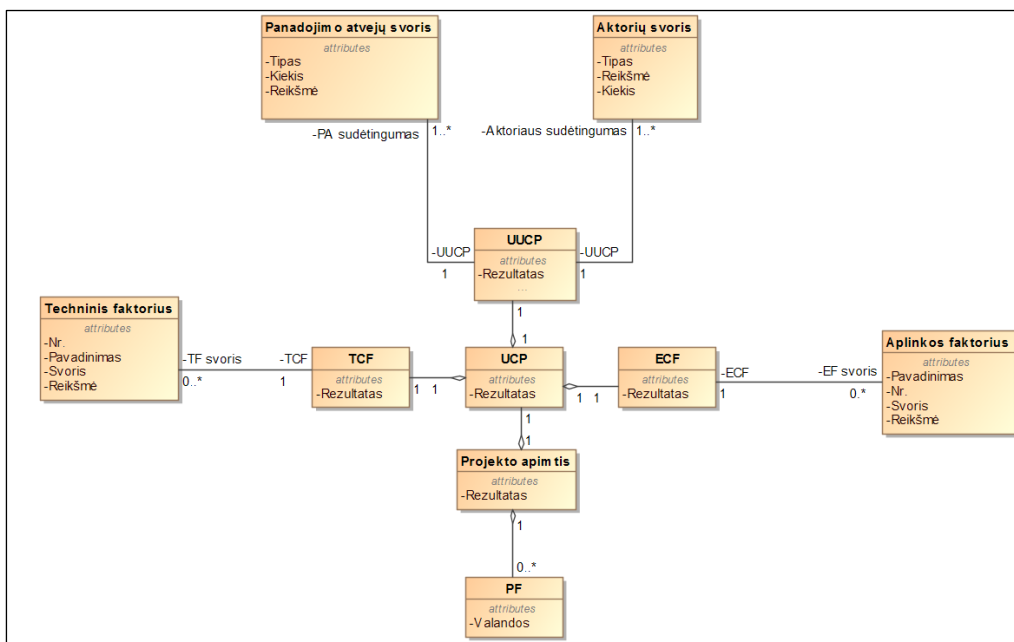 Panadojimo atvejų svoris
attributes
-Tipas
-Kiekis
-Reikšmė
Aktorių svoris
attributes
-Tipas
-Reikšmė
-Kiekis
-PA sudėtingumas
1..*
-Aktoriaus sudėtingumas
1..*
-UUCP
1
UUCP
attributes
-Rezultatas
...
-UUCP
1
1
1
Techninis faktorius
attributes
-Nr.
-Pavadinimas
-Svoris
-Reikšmė
-TF svoris
0..*
-TCF
1
TCF
attributes
-Rezultatas
1
1
UCP
attributes
-Rezultatas
1
1
ECF
attributes
-Rezultatas
-ECF
1
-EF svoris
0.*
Aplinkos faktorius
attributes
-Pavadinimas
-Nr.
-Svoris
-Reikšmė
1
1
Projekto apimtis
attributes
-Rezultatas
1
0..*
PF
attributes
-Valandos